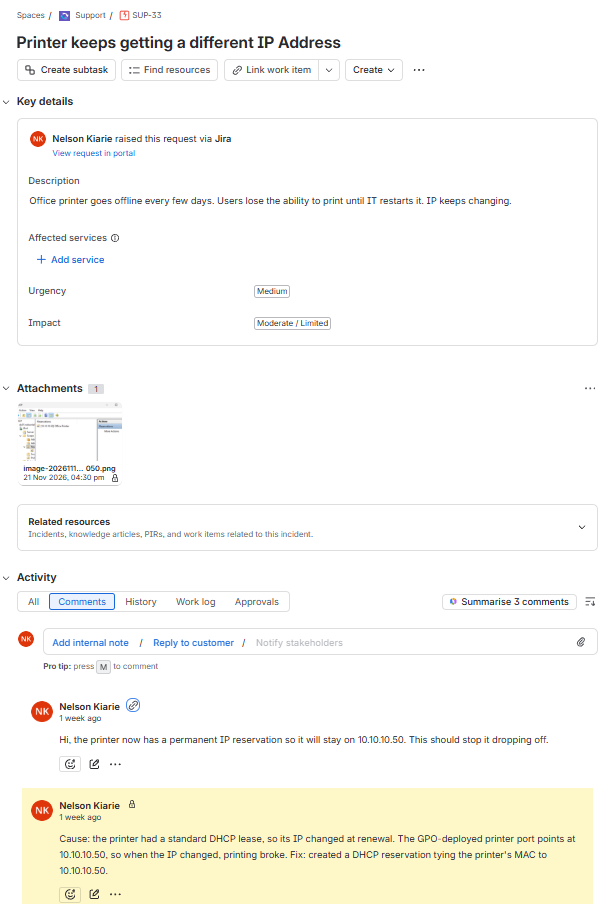 Spaces / Support / SUP-33
Printer keeps getting a different IP Address
Create subtask Find resources Link work item Create
Key details
NK Nelson Kiarie raised this request via Jira
View request in portal
Description
Office printer goes offline every few days. Users lose the ability to print until IT restarts it. IP keeps changing.
Affected services
+ Add service
Urgency Medium
Impact Moderate / Limited
Attachments 1
image-2026111... 050.png
21 Nov 2026, 04:30 pm
Related resources
Incidents, knowledge articles, PIRs, and work items related to this incident.
Activity
All Comments History Work log Approvals Summarise 3 comments
NK Add internal note / Reply to customer / Notify stakeholders
Pro tip: press M to comment
NK Nelson Kiarie
1 week ago
Hi, the printer now has a permanent IP reservation so it will stay on 10.10.10.50. This should stop it dropping off.
NK Nelson Kiarie
1 week ago
Cause: the printer had a standard DHCP lease, so its IP changed at renewal. The GPO-deployed printer port points at
10.10.10.50, so when the IP changed, printing broke. Fix: created a DHCP reservation tying the printer's MAC to
10.10.10.50.